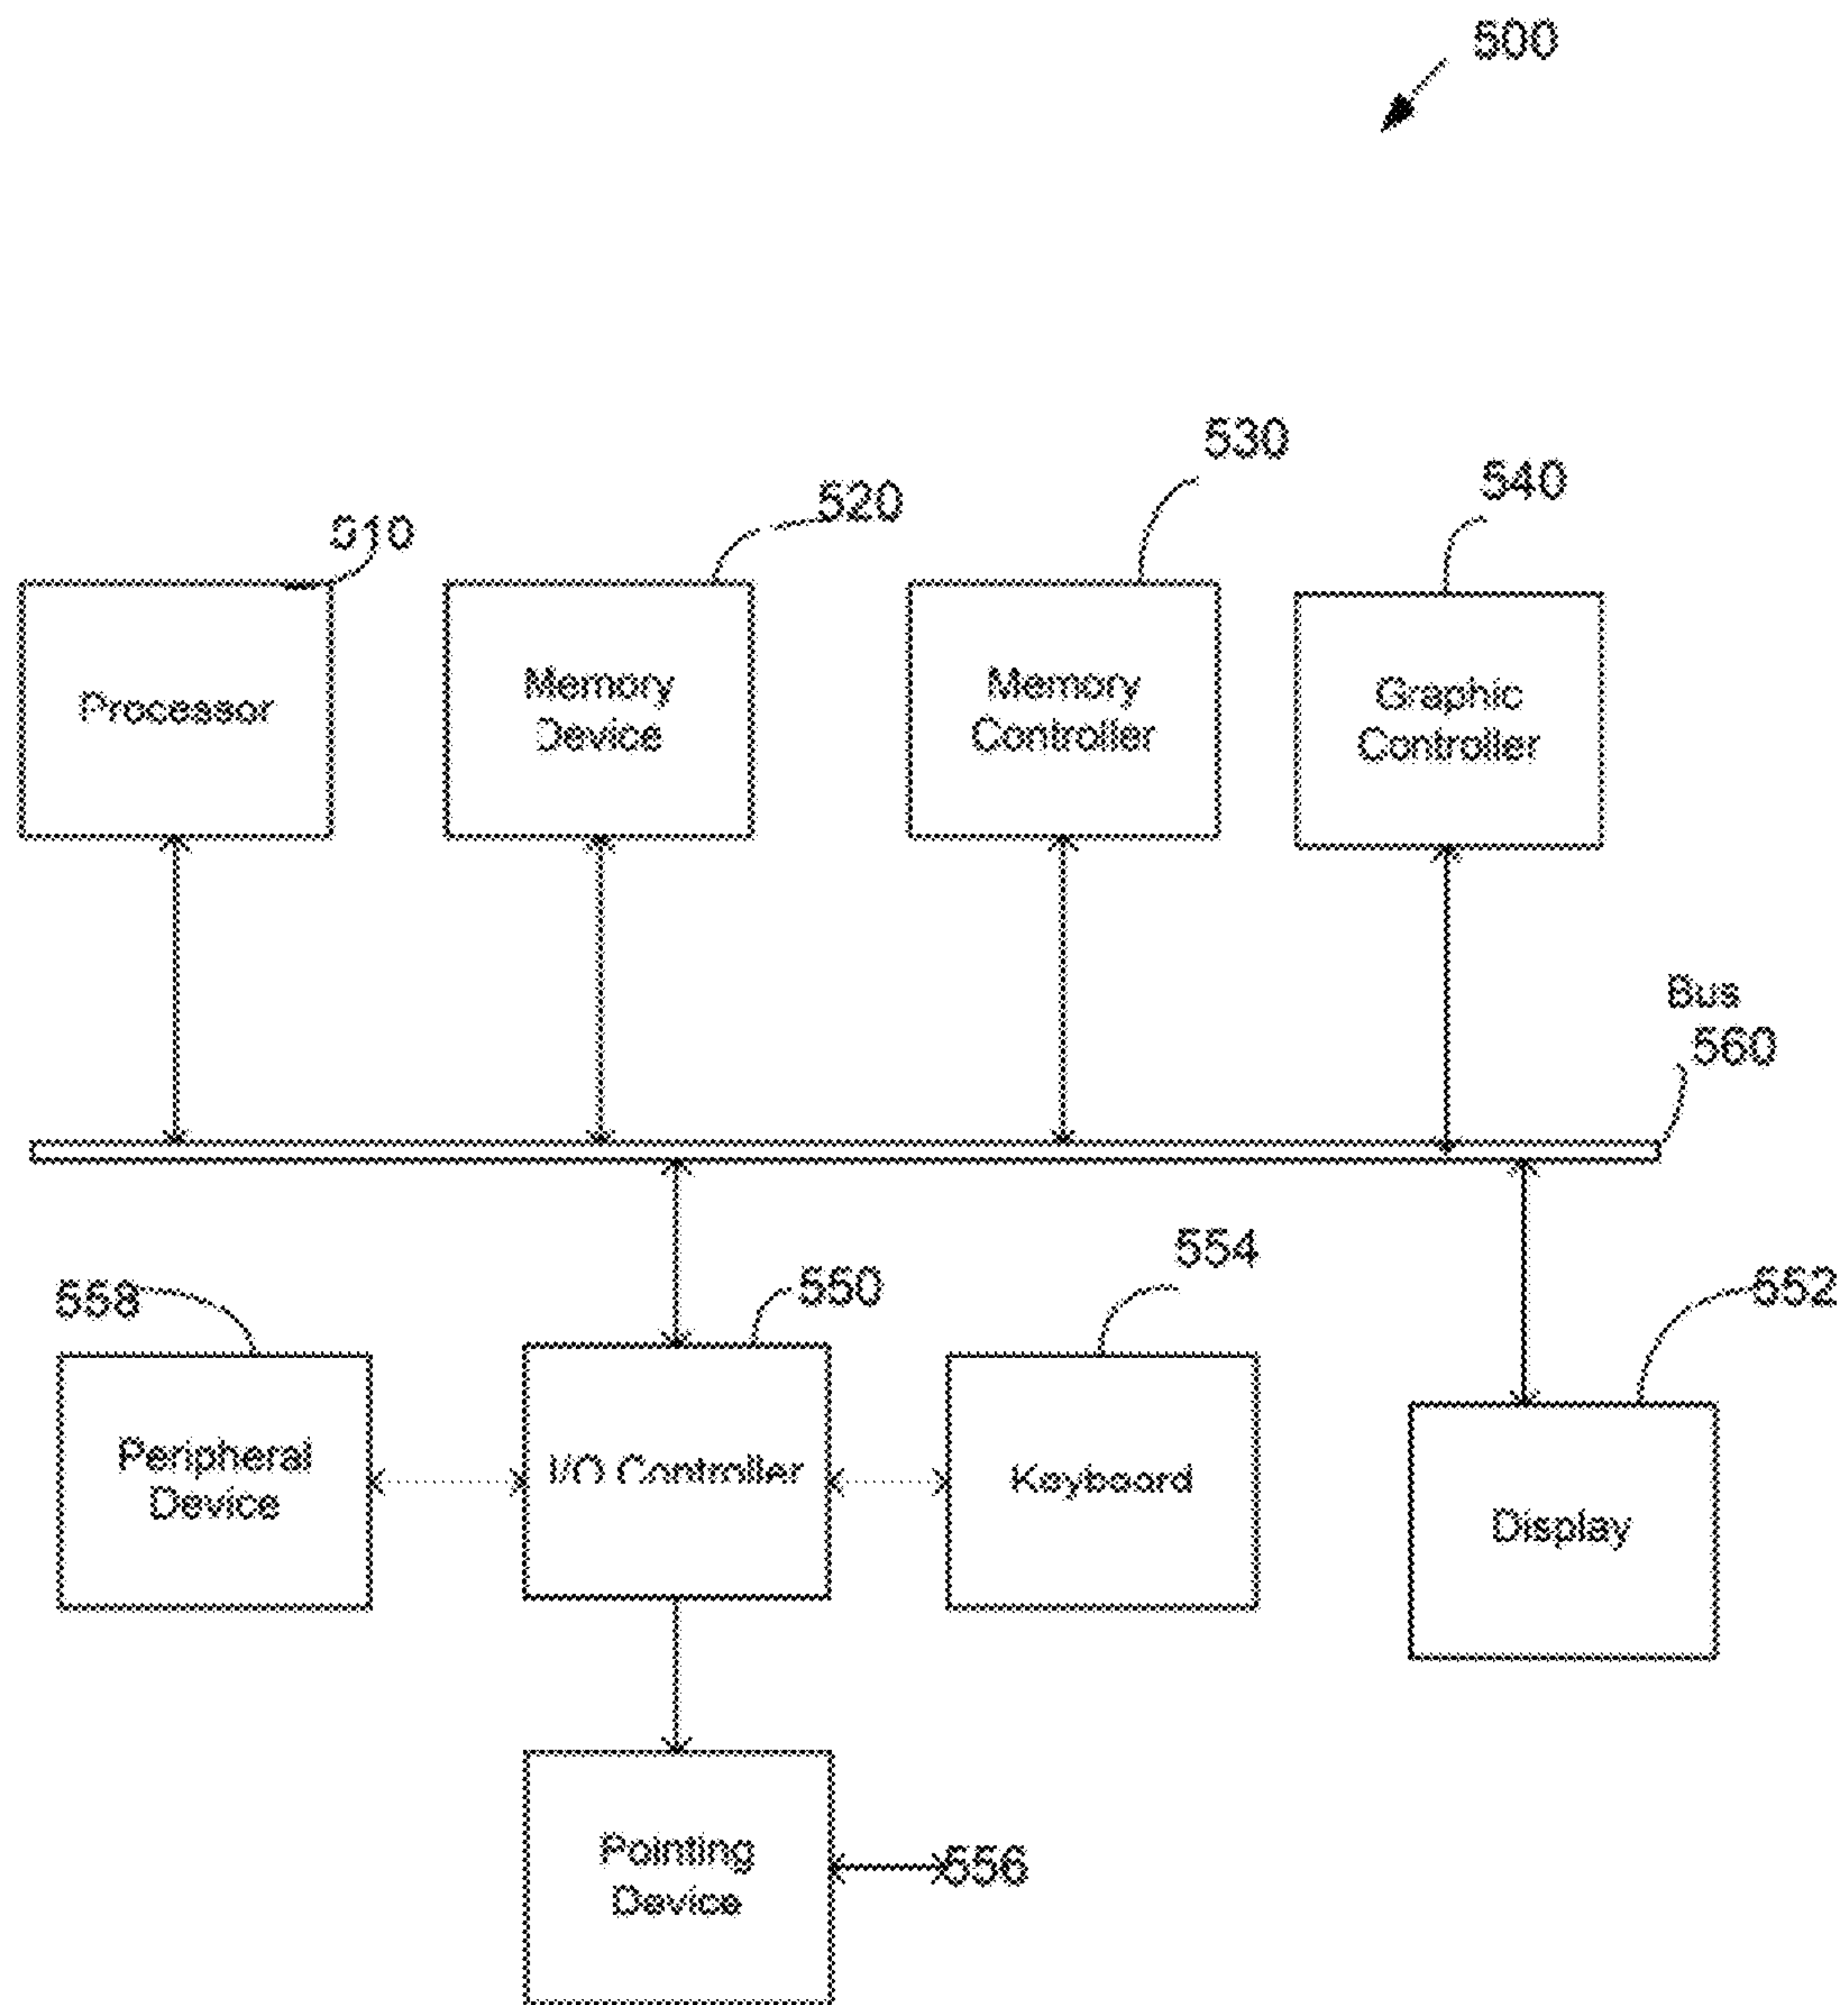 500
530
540
520
510
Processor
Memory
Device
Memory
Controller
Graphic
Controller
Bus
560
554
558
550
552
Peripheral
Device
I/O Controller
Keyboard
Display
Pointing
Device
556